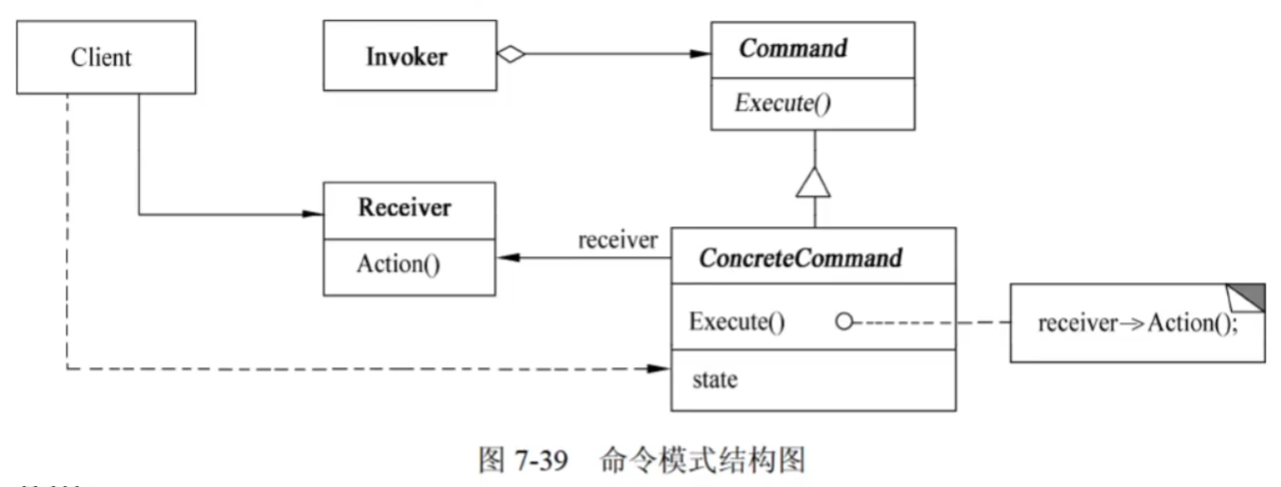 Client
Invoker
Command
Execute()
Receiver
Action()
receiver
ConcreteCommand
Execute()
receiver->Action();
state
图 7-39 命令模式结构图